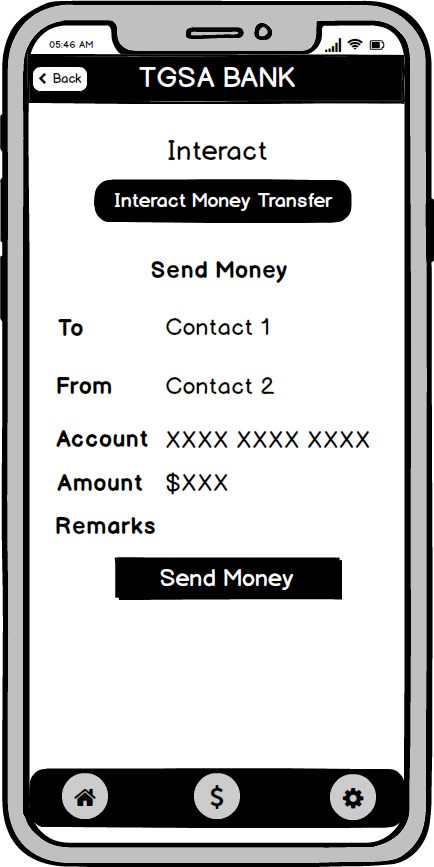 05:46 AM
Back
TGSA BANK
Interact
Interact Money Transfer
Send Money
To Contact 1
From Contact 2
Account XXXX XXXX XXXX
Amount $XXX
Remarks
Send Money
$